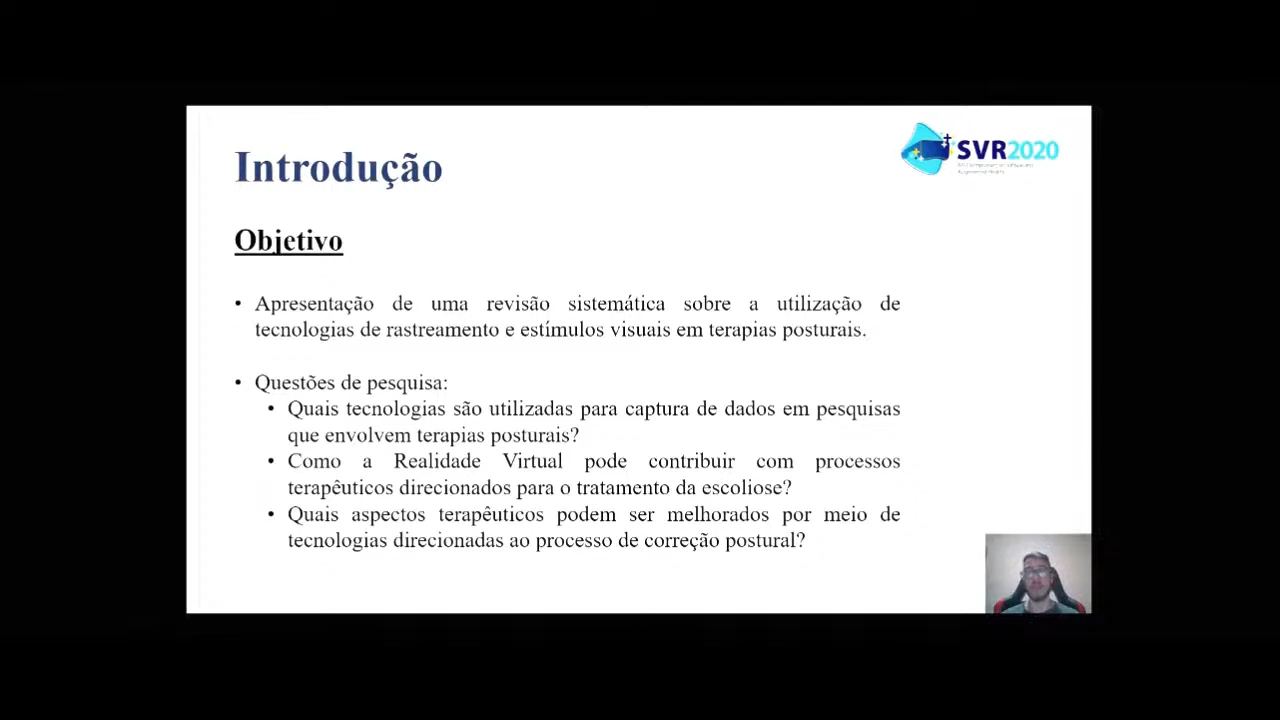 Introdução
SVR2020
Objetivo
• Apresentação de uma revisão sistemática sobre a utilização de
tecnologias de rastreamento e estímulos visuais em terapias posturais.
• Questões de pesquisa:
• Quais tecnologias são utilizadas para captura de dados em pesquisas
que envolvem terapias posturais?
• Como a Realidade Virtual pode contribuir com processos
terapêuticos direcionados para o tratamento da escoliose?
• Quais aspectos terapêuticos podem ser melhorados por meio de
tecnologias direcionadas ao processo de correção postural?